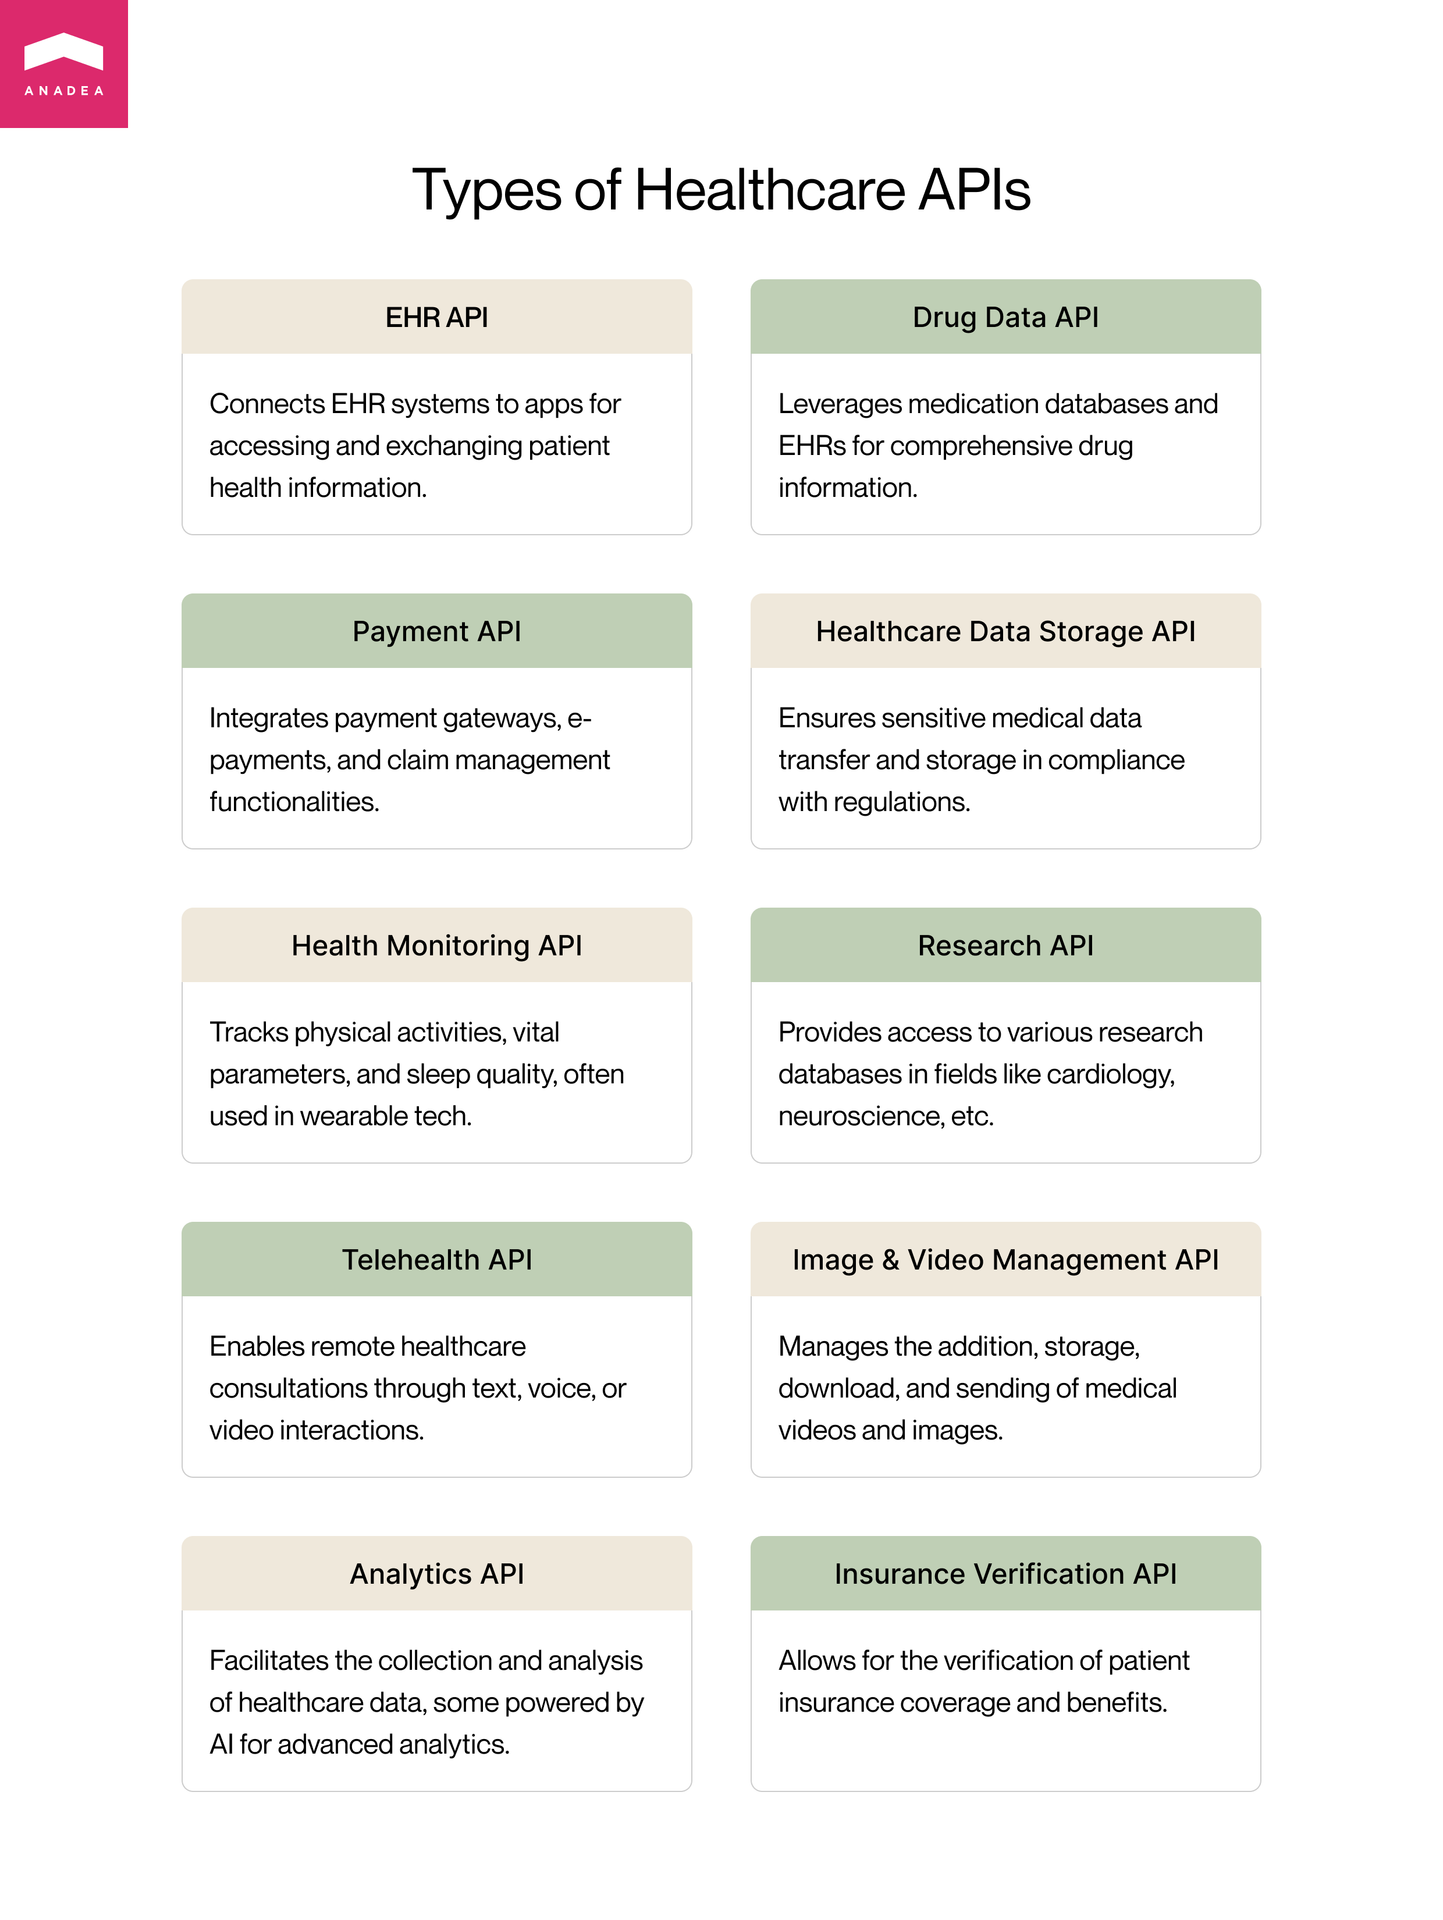 ANADEA
Types of Healthcare APIs
EHR API
Connects EHR systems to apps for
accessing and exchanging patient
health information.
Drug Data API
Leverages medication databases and
EHRs for comprehensive drug
information.
Payment API
Integrates payment gateways, e-
payments, and claim management
functionalities.
Healthcare Data Storage API
Ensures sensitive medical data
transfer and storage in compliance
with regulations.
Health Monitoring API
Tracks physical activities, vital
parameters, and sleep quality, often
used in wearable tech.
Research API
Provides access to various research
databases in fields like cardiology,
neuroscience, etc.
Telehealth API
Enables remote healthcare
consultations through text, voice, or
video interactions.
Image & Video Management API
Manages the addition, storage,
download, and sending of medical
videos and images.
Analytics API
Facilitates the collection and analysis
of healthcare data, some powered by
AI for advanced analytics.
Insurance Verification API
Allows for the verification of patient
insurance coverage and benefits.